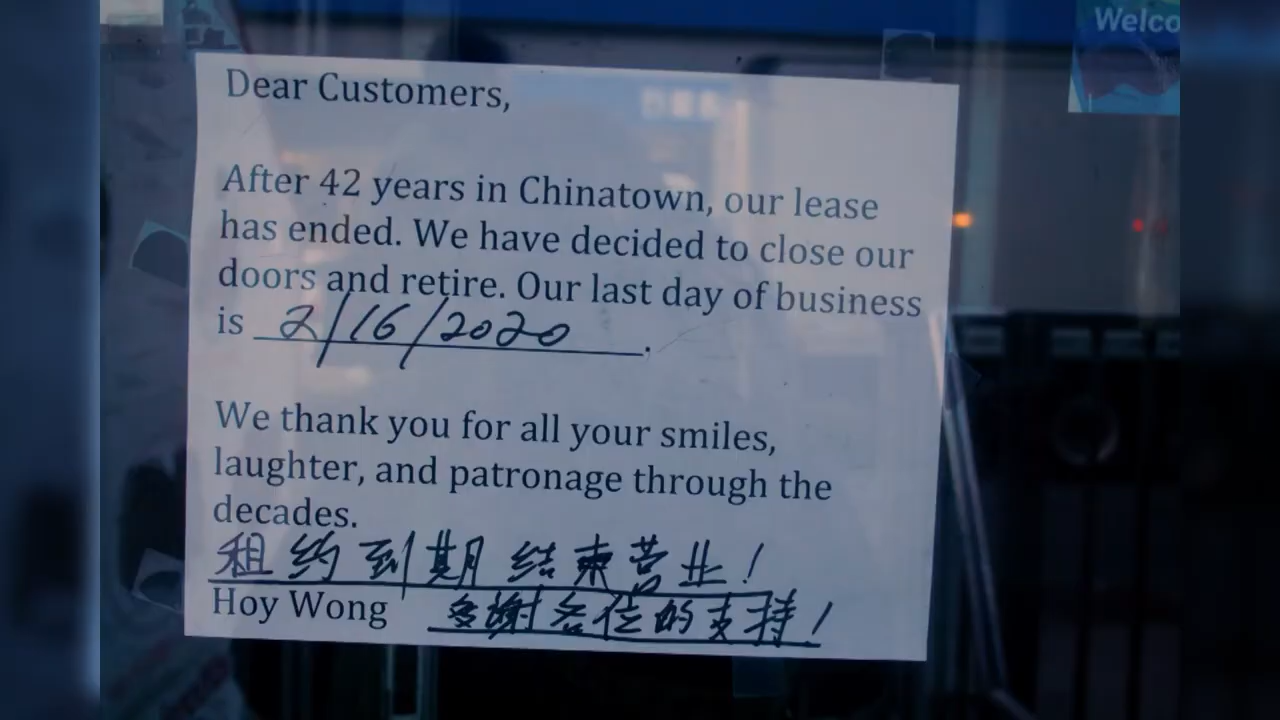 Welco
Dear Customers,
After 42 years in Chinatown, our lease
has ended. We have decided to close our
doors and retire. Our last day of business
is 2/16/2020.
We thank you for all your smiles,
laughter, and patronage through the
decades.
租约到期 结束营业!
Hoy Wong 多谢各位的支持!